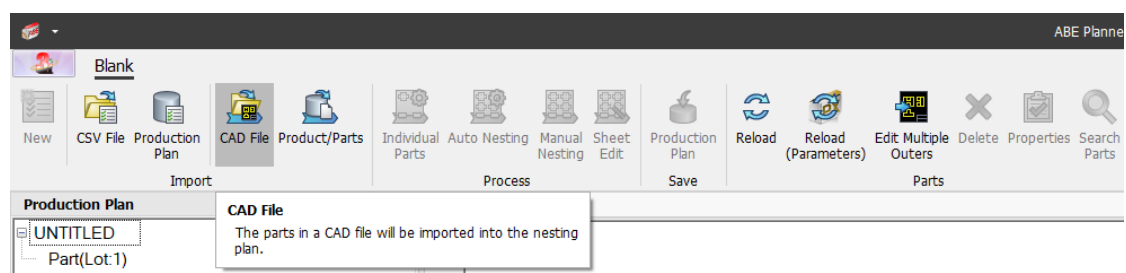 ABE Planne
Blank
New
CSV File
Production
Plan
CAD File
Product/Parts
Individual
Parts
Auto Nesting
Manual
Nesting
Sheet
Edit
Production
Plan
Reload
Reload
(Parameters)
Edit Multiple
Outers
Delete
Properties
Search
Parts
Import
Process
Save
Parts
Production Plan
CAD File
The parts in a CAD file will be imported into the nesting
plan.
UNTITLED
Part(Lot:1)